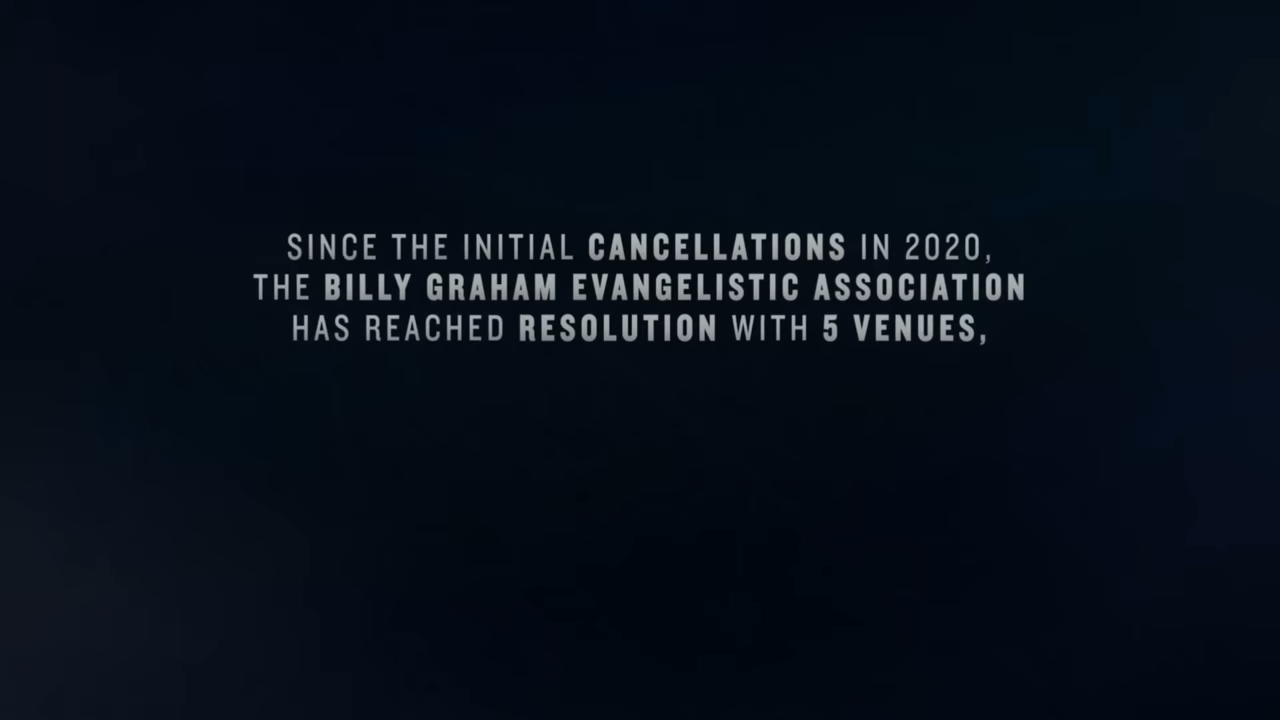 SINCE THE INITIAL CANCELLATIONS IN 2020,
THE BILLY GRAHAM EVANGELISTIC ASSOCIATION
HAS REACHED RESOLUTION WITH 5 VENUES,